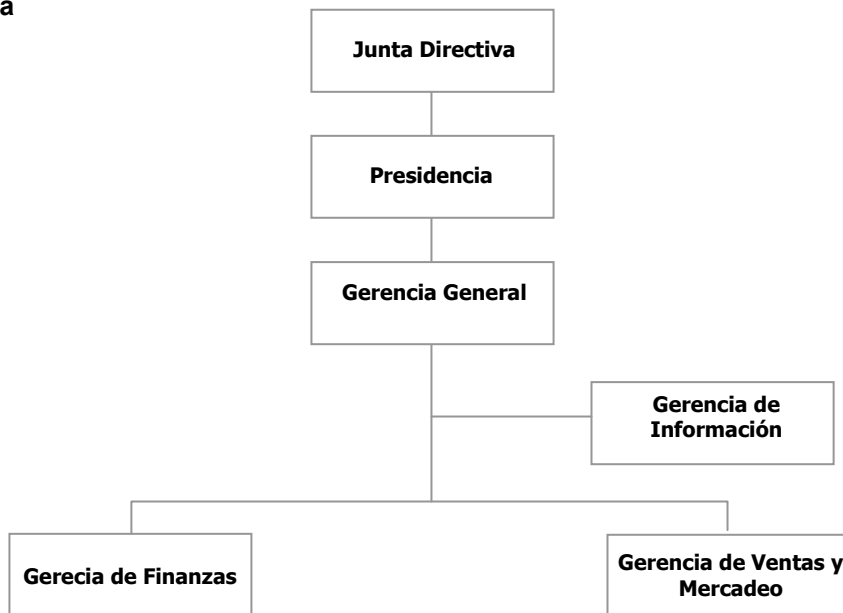 a
Junta Directiva
Presidencia
Gerencia General
Gerencia de
Información
Gerecia de Finanzas
Gerencia de Ventas y
Mercadeo